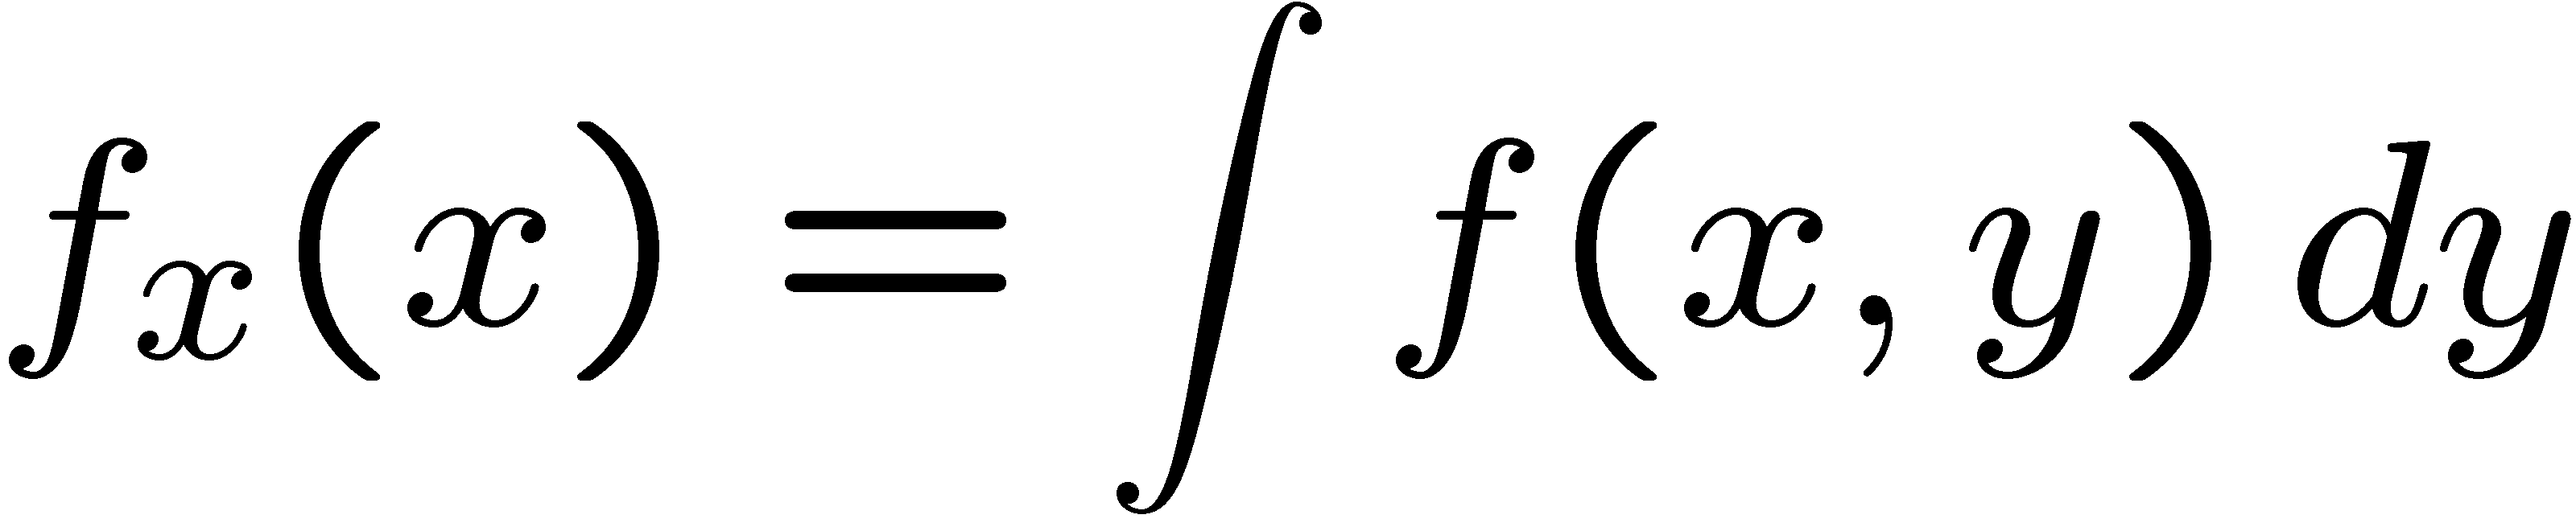 f_x(x) = ∫ f(x, y) dy